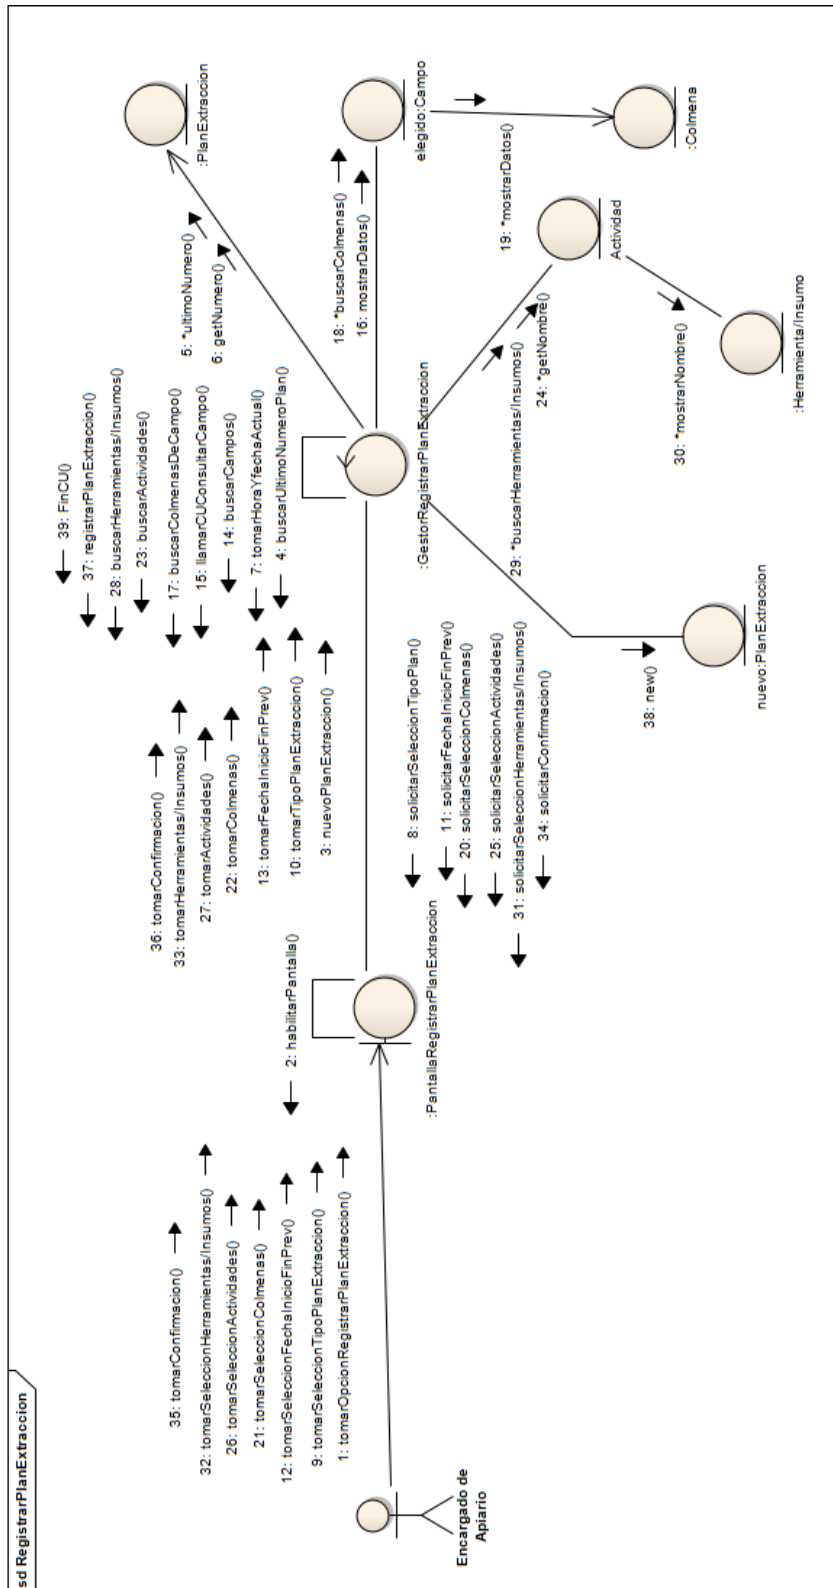 sd RegistrarPlanExtraccion
Encargado de
Apiario
35: tomarConfirmacion()
32: tomarSeleccionHerramientas/Insumos()
26: tomarSeleccionActividades()
21: tomarSeleccionColmenas()
12: tomarSeleccionFechaInicioFinPrev()
9: tomarSeleccionTipoPlanExtraccion()
1: tomarOpcionRegistrarPlanExtraccion()
2: habilitarPantalla()
:PantallaRegistrarPlanExtraccion
36: tomarConfirmacion()
33: tomarHerramientas/Insumos()
27: tomarActividades()
22: tomarColmenas()
13: tomarFechaInicioFinPrev()
10: tomarTipoPlanExtraccion()
3: nuevoPlanExtraccion()
8: solicitarSeleccionTipoPlan()
11: solicitarFechaInicioFinPrev()
20: solicitarSeleccionColmenas()
25: solicitarSeleccionActividades()
31: solicitarSeleccionHerramientas/Insumos()
34: solicitarConfirmacion()
39: FinCU()
37: registrarPlanExtraccion()
28: buscarHerramientas/Insumos()
23: buscarActividades()
17: buscarColmenasDeCampo()
15: llamarCUConsultarCampo()
14: buscarCampos()
7: tomarHoraYfechaActual()
4: buscarUltimoNumeroPlan()
:GestorRegistrarPlanExtraccion
5: *ultimoNumero()
6: getNumero()
:PlanExtraccion
18: *buscarColmenas()
16: mostrarDatos()
elegido:Campo
19: *mostrarDatos()
:Colmena
29: *buscarHerramientas/Insumos()
24: *getNombre()
Actividad
30: *mostrarNombre()
:Herramienta/Insumo
38: new()
nuevo:PlanExtraccion